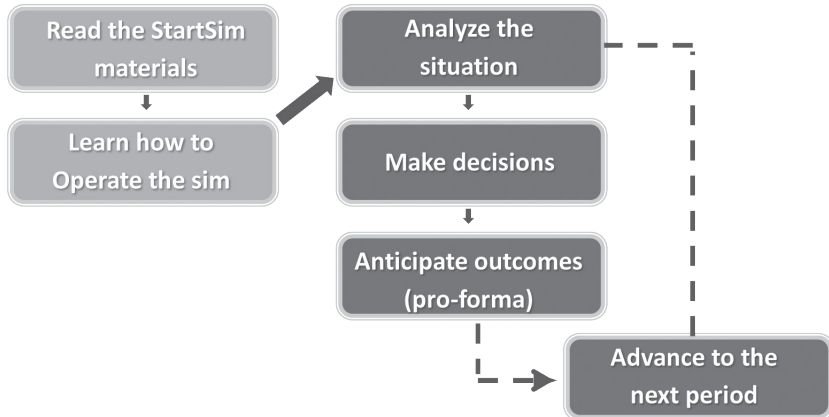 Read the StartSim
materials
Learn how to
Operate the sim
Analyze the
situation
Make decisions
Anticipate outcomes
(pro-forma)
Advance to the
next period